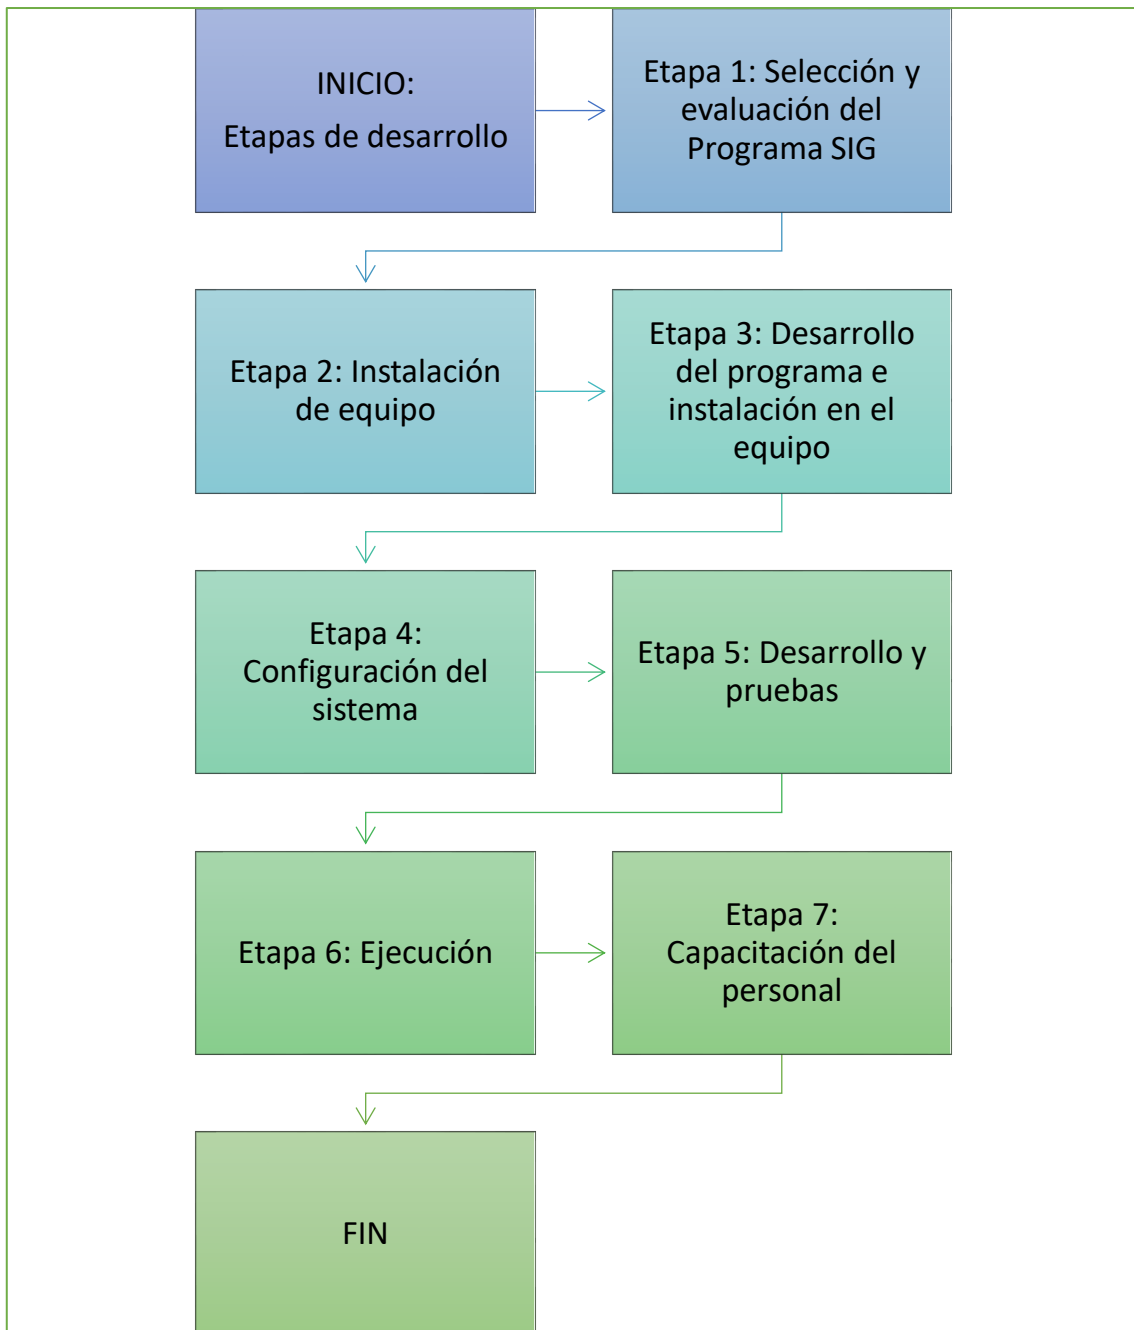 INICIO:
Etapas de desarrollo
Etapa 1: Selección y
evaluación del
Programa SIG
Etapa 2: Instalación
de equipo
Etapa 3: Desarrollo
del programa e
instalación en el
equipo
Etapa 4:
Configuración del
sistema
Etapa 5: Desarrollo y
pruebas
Etapa 6: Ejecución
Etapa 7:
Capacitación del
personal
FIN